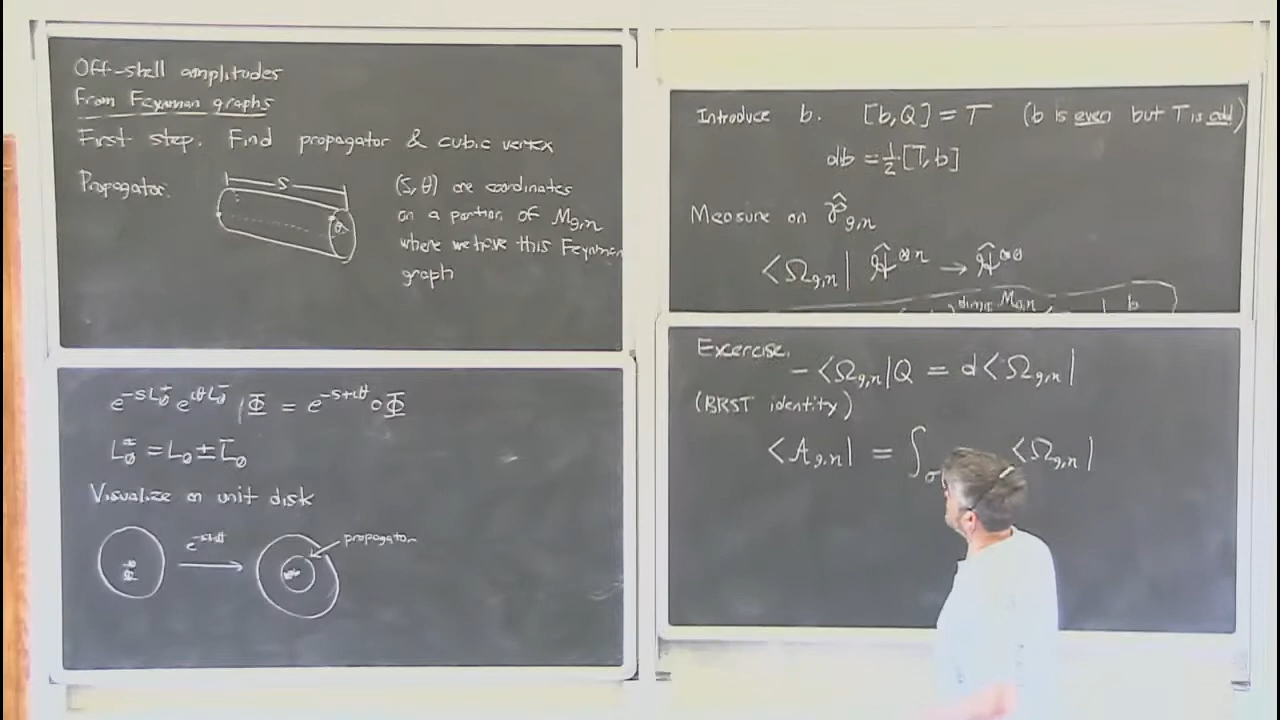 Off-shell amplitudes
from Feynman graphs
First step. Find propagator & cubic vertex
Propagator.
S
θ
(S, θ) are coordinates
on a portion of M_{g,n}
where we have this Feynman
graph
e^{-sL_0^+} e^{iθL_0^-} Φ = e^{-s+iθ} ∘ Φ
L_0^± = L_0 ± L̄_0
Visualize on unit disk
Φ
e^{-s+iθ}
propagator
Introduce b. [b,Q] = T (b is even but T is odd)
db = ½[T,b]
Measure on P̂_{g,n}
<Ω_{g,n}| Ĥ^{⊗n} → Ĥ^{⊗0}
dim M_{g,n}
b
Excercise.
-<Ω_{g,n}|Q = d<Ω_{g,n}|
(BRST identity)
<A_{g,n}| = ∫_σ <Ω_{g,n}|